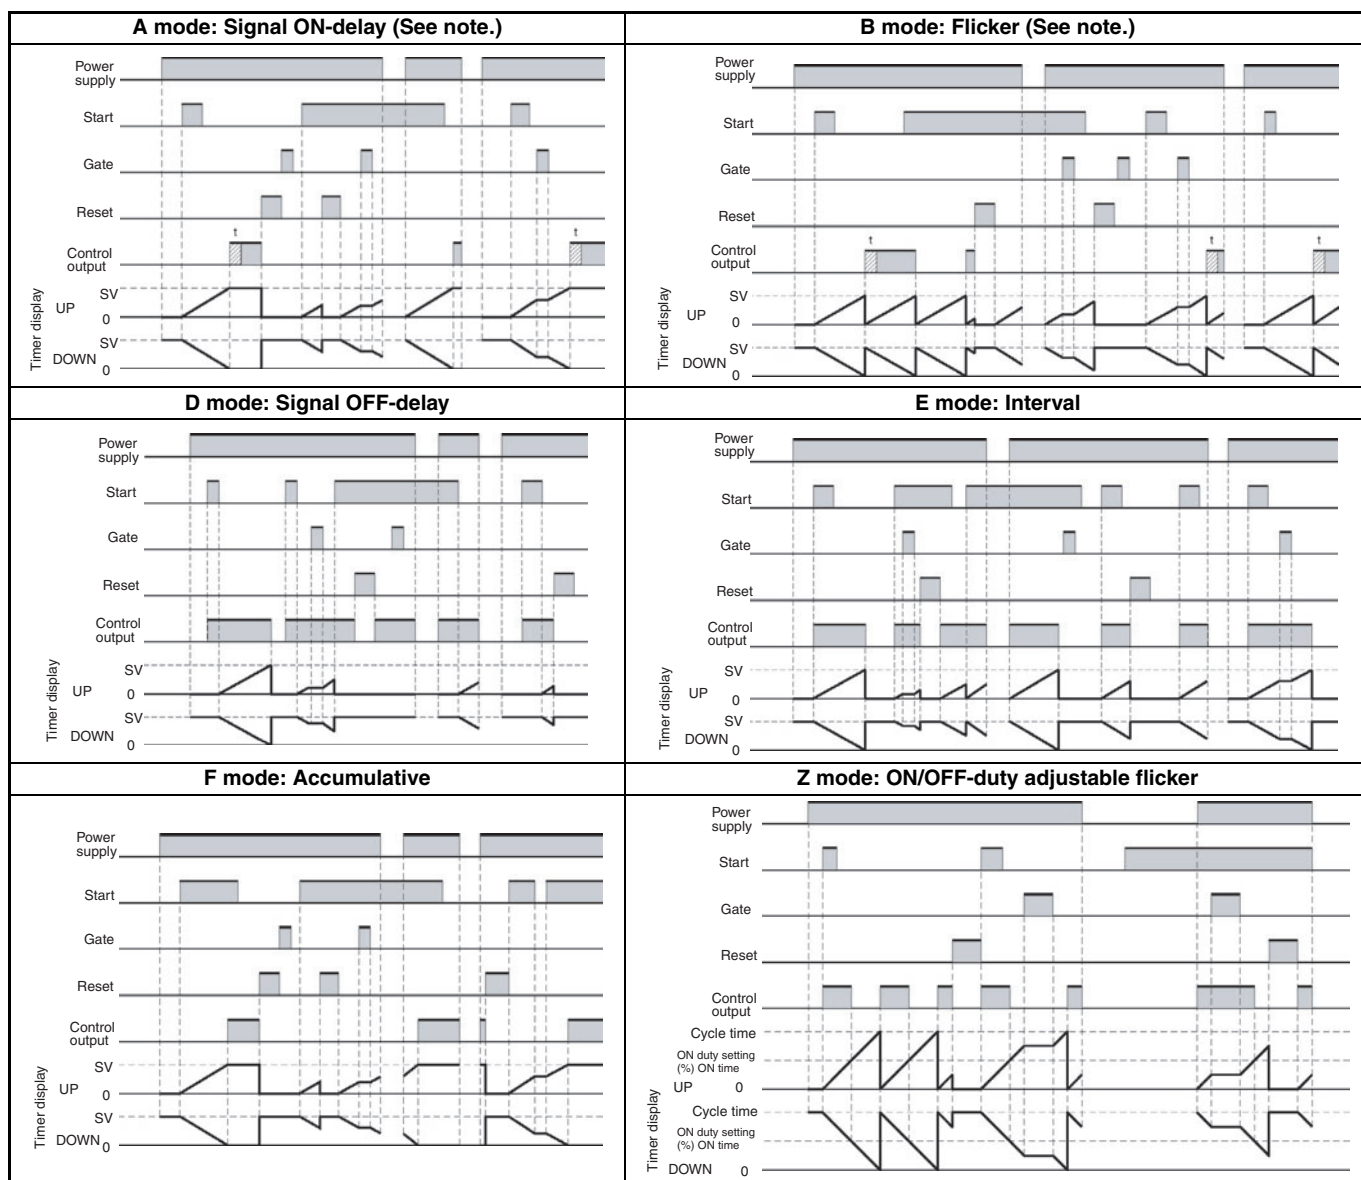 A mode: Signal ON-delay (See note.)
Power
supply
Start
Gate
Reset
t
t
Control
output
Timer display
UP
SV
0
DOWN
SV
0
B mode: Flicker (See note.)
Power
supply
Start
Gate
Reset
t
t
t
Control
output
Timer display
UP
SV
0
DOWN
SV
0
D mode: Signal OFF-delay
Power
supply
Start
Gate
Reset
Control
output
Timer display
UP
SV
0
DOWN
SV
0
E mode: Interval
Power
supply
Start
Gate
Reset
Control
output
Timer display
UP
SV
0
DOWN
SV
0
F mode: Accumulative
Power
supply
Start
Gate
Reset
Control
output
Timer display
UP
SV
0
DOWN
SV
0
Z mode: ON/OFF-duty adjustable flicker
Power
supply
Start
Gate
Reset
Control
output
Timer display
Cycle time
ON duty setting
(%) ON time
UP
0
Cycle time
ON duty setting
(%) ON time
DOWN
0